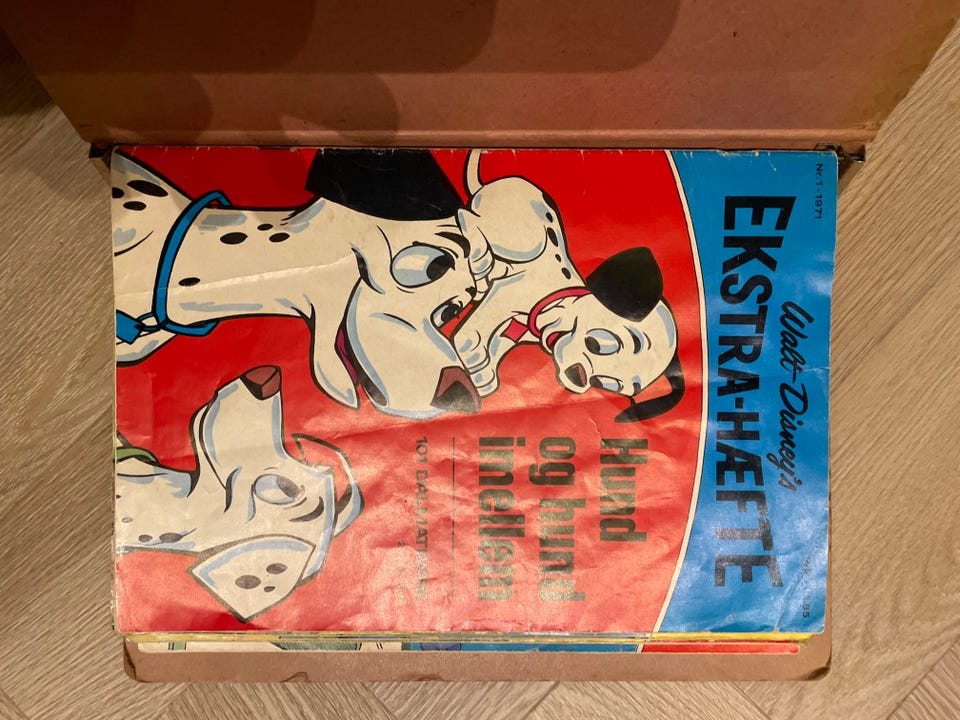 Nr. 1 - 1971
Walt Disney's
EKSTRA-HÆFTE
Hund
og hund
imellem
101 DALMATINER